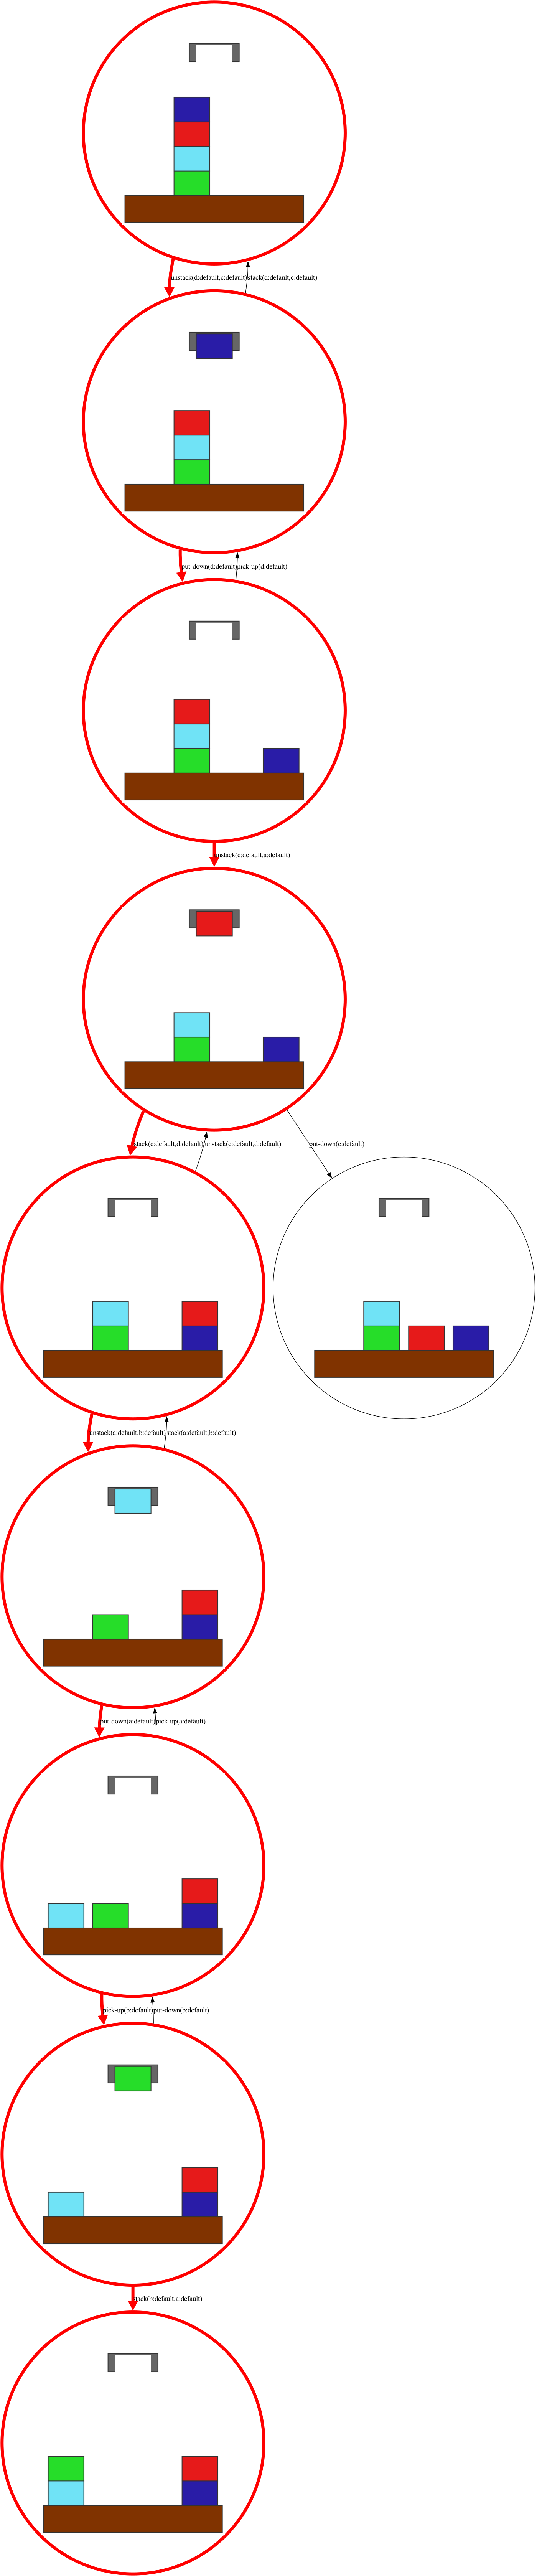 unstack(d:default,c:default) stack(d:default,c:default)
put-down(d:default) pick-up(d:default)
unstack(c:default,a:default)
stack(c:default,d:default) unstack(c:default,d:default) put-down(c:default)
unstack(a:default,b:default) stack(a:default,b:default)
put-down(a:default) pick-up(a:default)
pick-up(b:default) put-down(b:default)
stack(b:default,a:default)